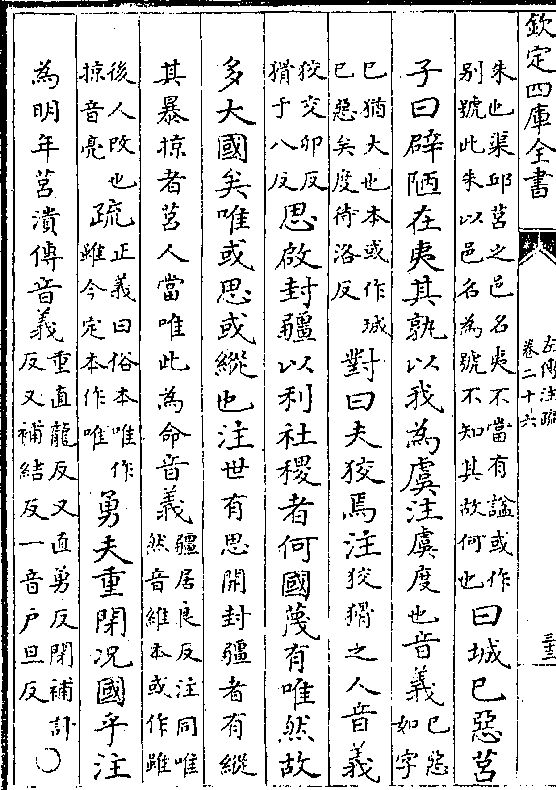 欽定四庫全書
左傳注疏
卷二十六
三十三
朱也渠邱莒之邑名夷不當有諡或作
别號此朱以邑名為號不知其故何也
曰城已惡莒
子曰辟陋在夷其孰以我為虞注虞度也音義
已惡
如字
已猶大也本或作城
已惡矣度待洛反
對曰夫狡焉注狡猾之人音義
狡交卯反
猾于八反
思啟封疆以利社稷者何國蔑有唯然故
多大國矣唯或思或縱也注世有思開封疆者有縱
其暴掠者莒人當唯此為命音義
疆居良反注同唯
然音維本或作雖
後人改也
掠音亮
疏
正義曰俗本唯作
雖今定本作唯
勇夫重閉况國乎注
為明年莒潰傳音義
重直龍反又直勇反閉補計
反又補結反一音户旦反○